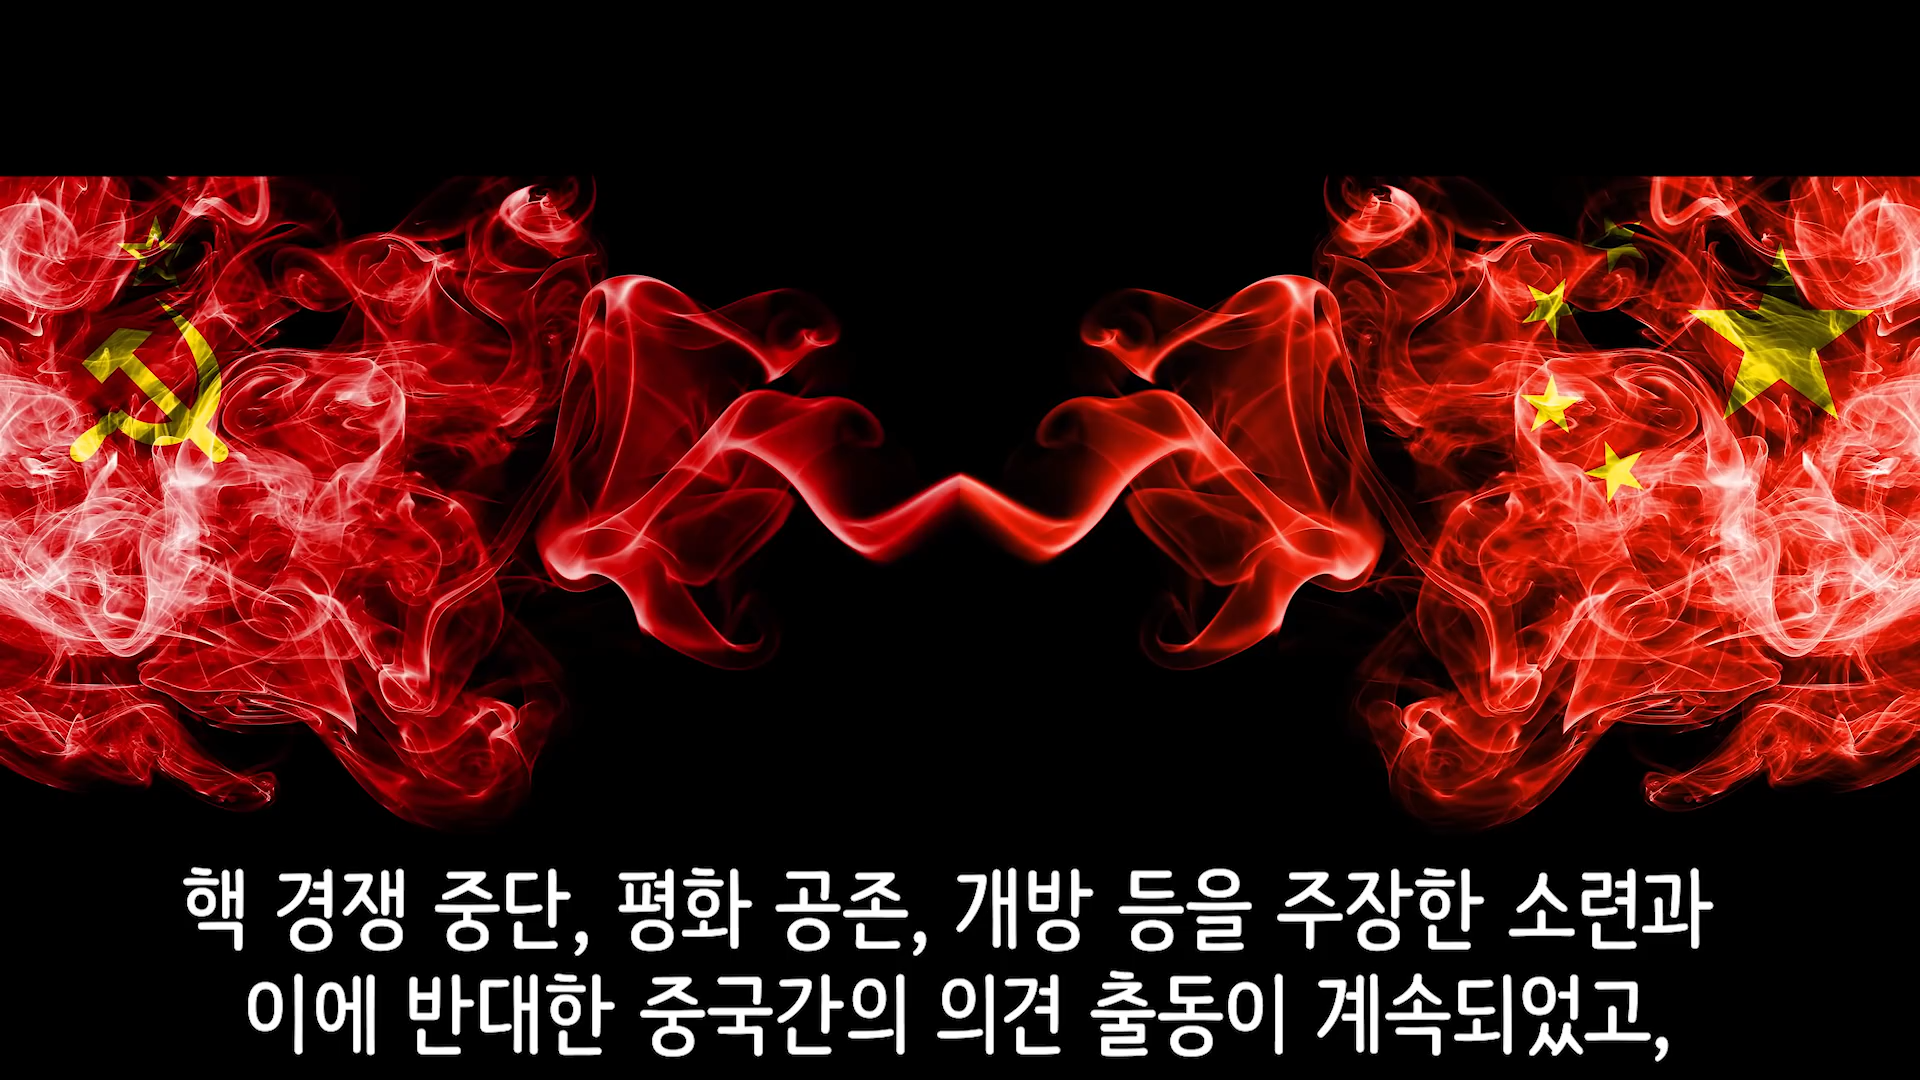 핵 경쟁 중단, 평화 공존, 개방 등을 주장한 소련과
이에 반대한 중국간의 의견 출동이 계속되었고,